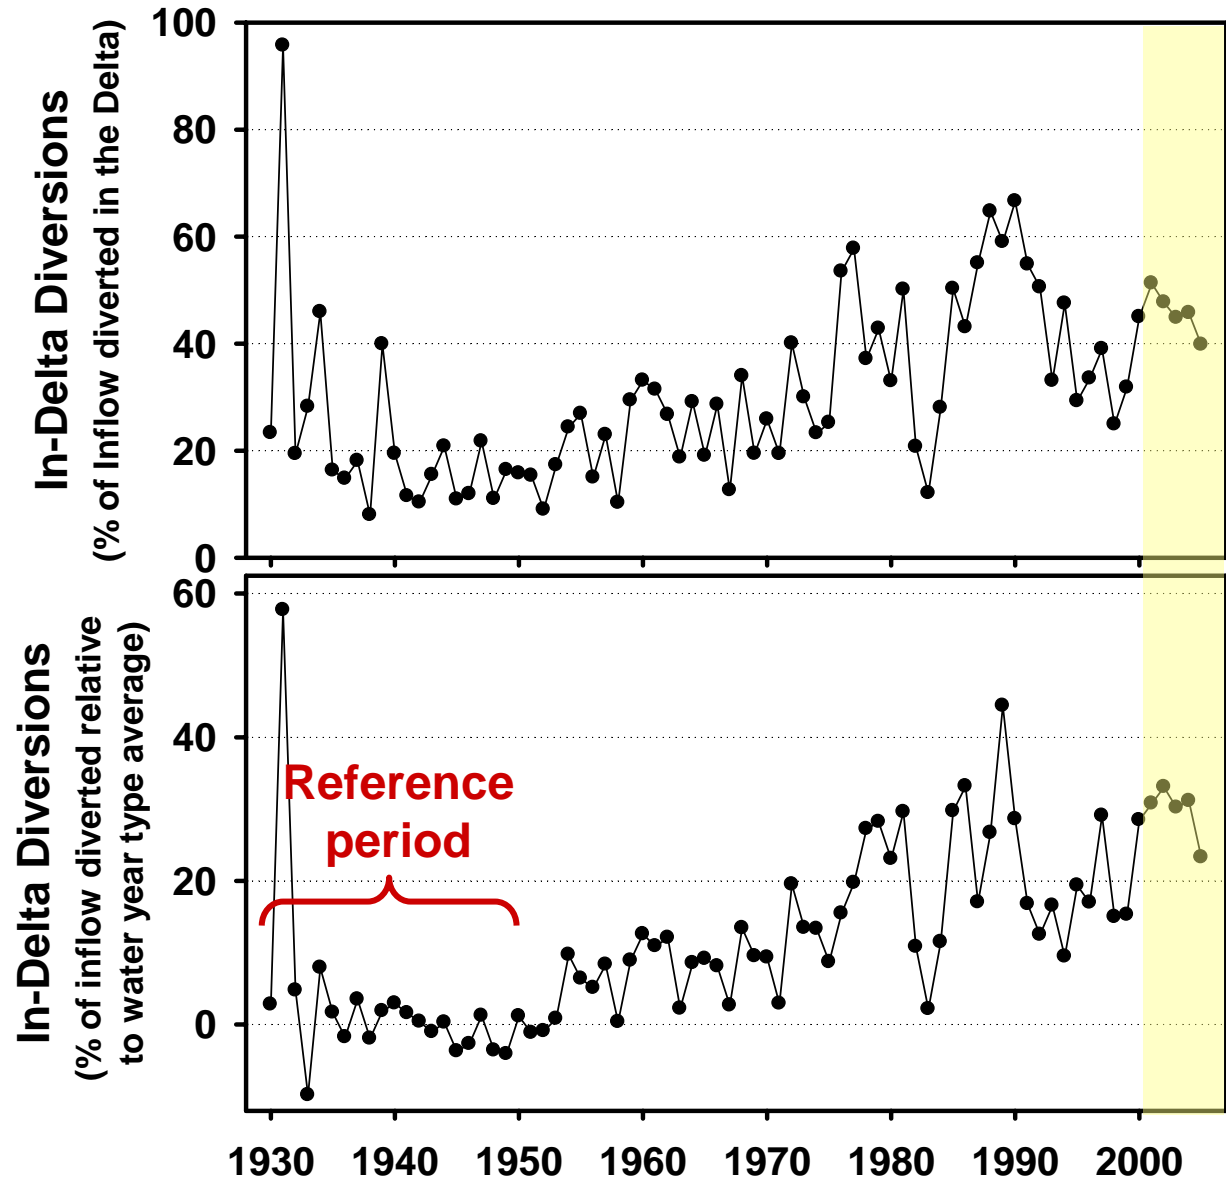 In-Delta Diversions
(% of Inflow diverted in the Delta)
100
80
60
40
20
0
In-Delta Diversions
(% of inflow diverted relative
to water year type average)
60
40
20
0
Reference
period
1930 1940 1950 1960 1970 1980 1990 2000